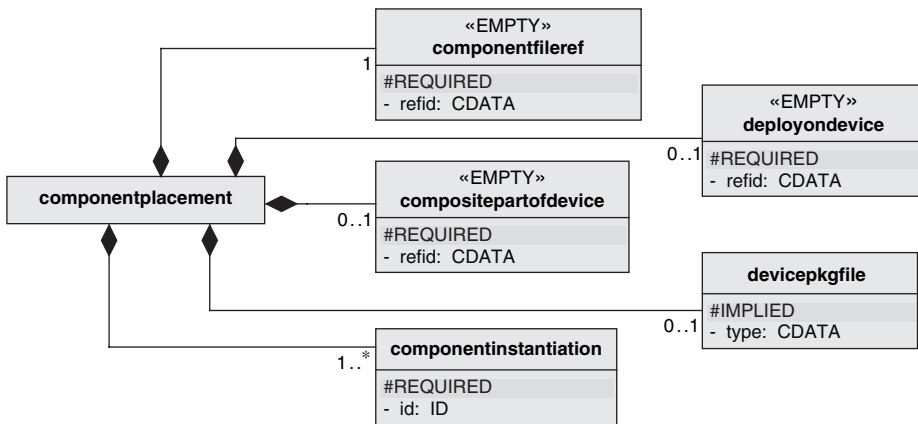 «EMPTY»
componentfileref
1
#REQUIRED
- refid: CDATA
«EMPTY»
deployondevice
0..1
#REQUIRED
- refid: CDATA
componentplacement
«EMPTY»
compositepartofdevice
0..1
#REQUIRED
- refid: CDATA
devicepkgfile
#IMPLIED
0..1
- type: CDATA
componentinstantiation
1..*
#REQUIRED
- id: ID